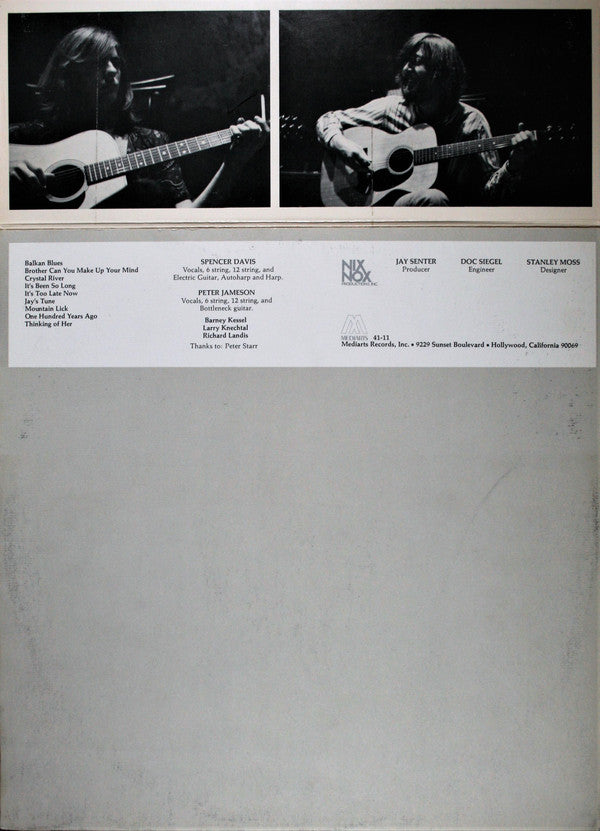 Balkan Blues
Brother Can You Make Up Your Mind
Crystal River
It's Been So Long
It's Too Late Now
Jay's Tune
Mountain Lick
One Hundred Years Ago
Thinking of Her
SPENCER DAVIS
Vocals, 6 string, 12 string, and
Electric Guitar, Autoharp and Harp.
PETER JAMESON
Vocals, 6 string, 12 string, and
Bottleneck guitar.
Barney Kessel
Larry Knechtal
Richard Landis
Thanks to: Peter Starr
NIX
NOX
PRODUCTIONS, INC.
JAY SENTER
Producer
DOC SIEGEL
Engineer
STANLEY MOSS
Designer
MEDIARTS 41-11
Mediarts Records, Inc. • 9229 Sunset Boulevard • Hollywood, California 90069